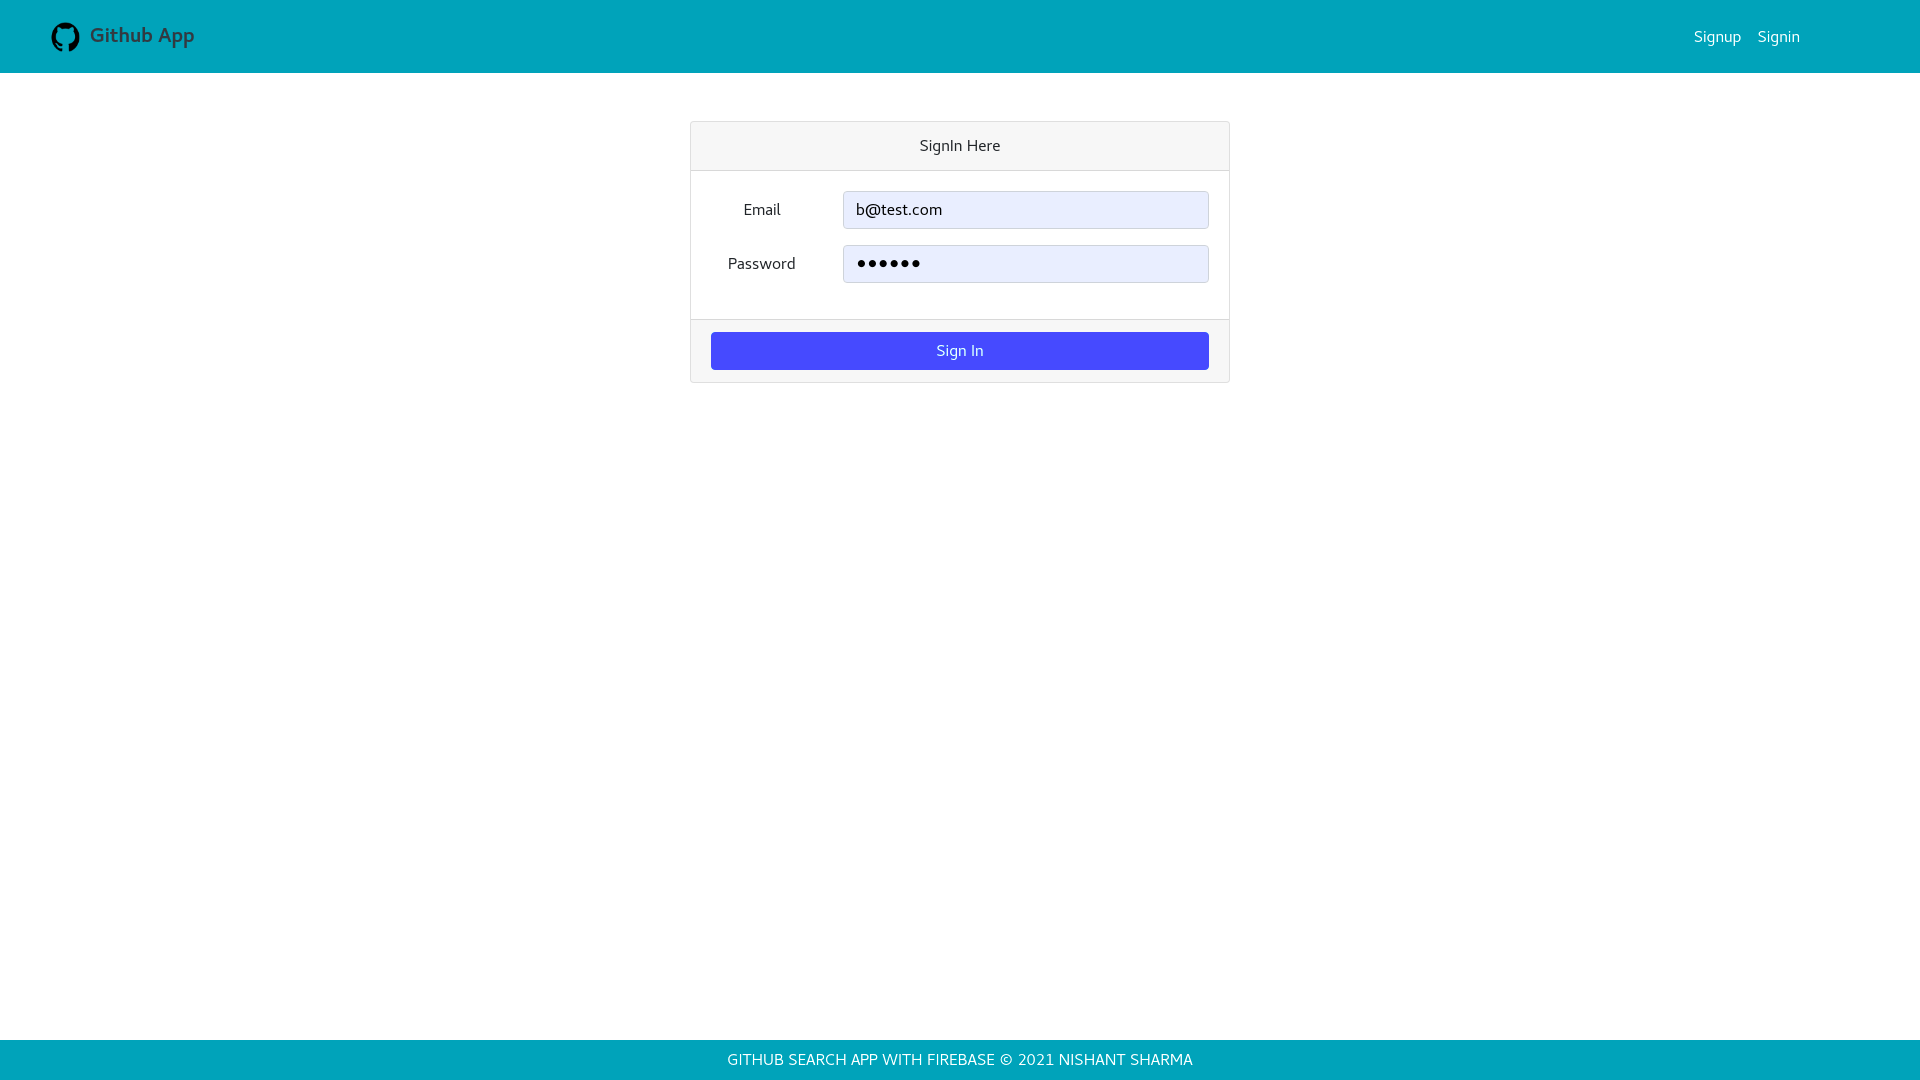 Github App
Signup Signin
SignIn Here
Email b@test.com
Password ••••••
Sign In
GITHUB SEARCH APP WITH FIREBASE © 2021 NISHANT SHARMA